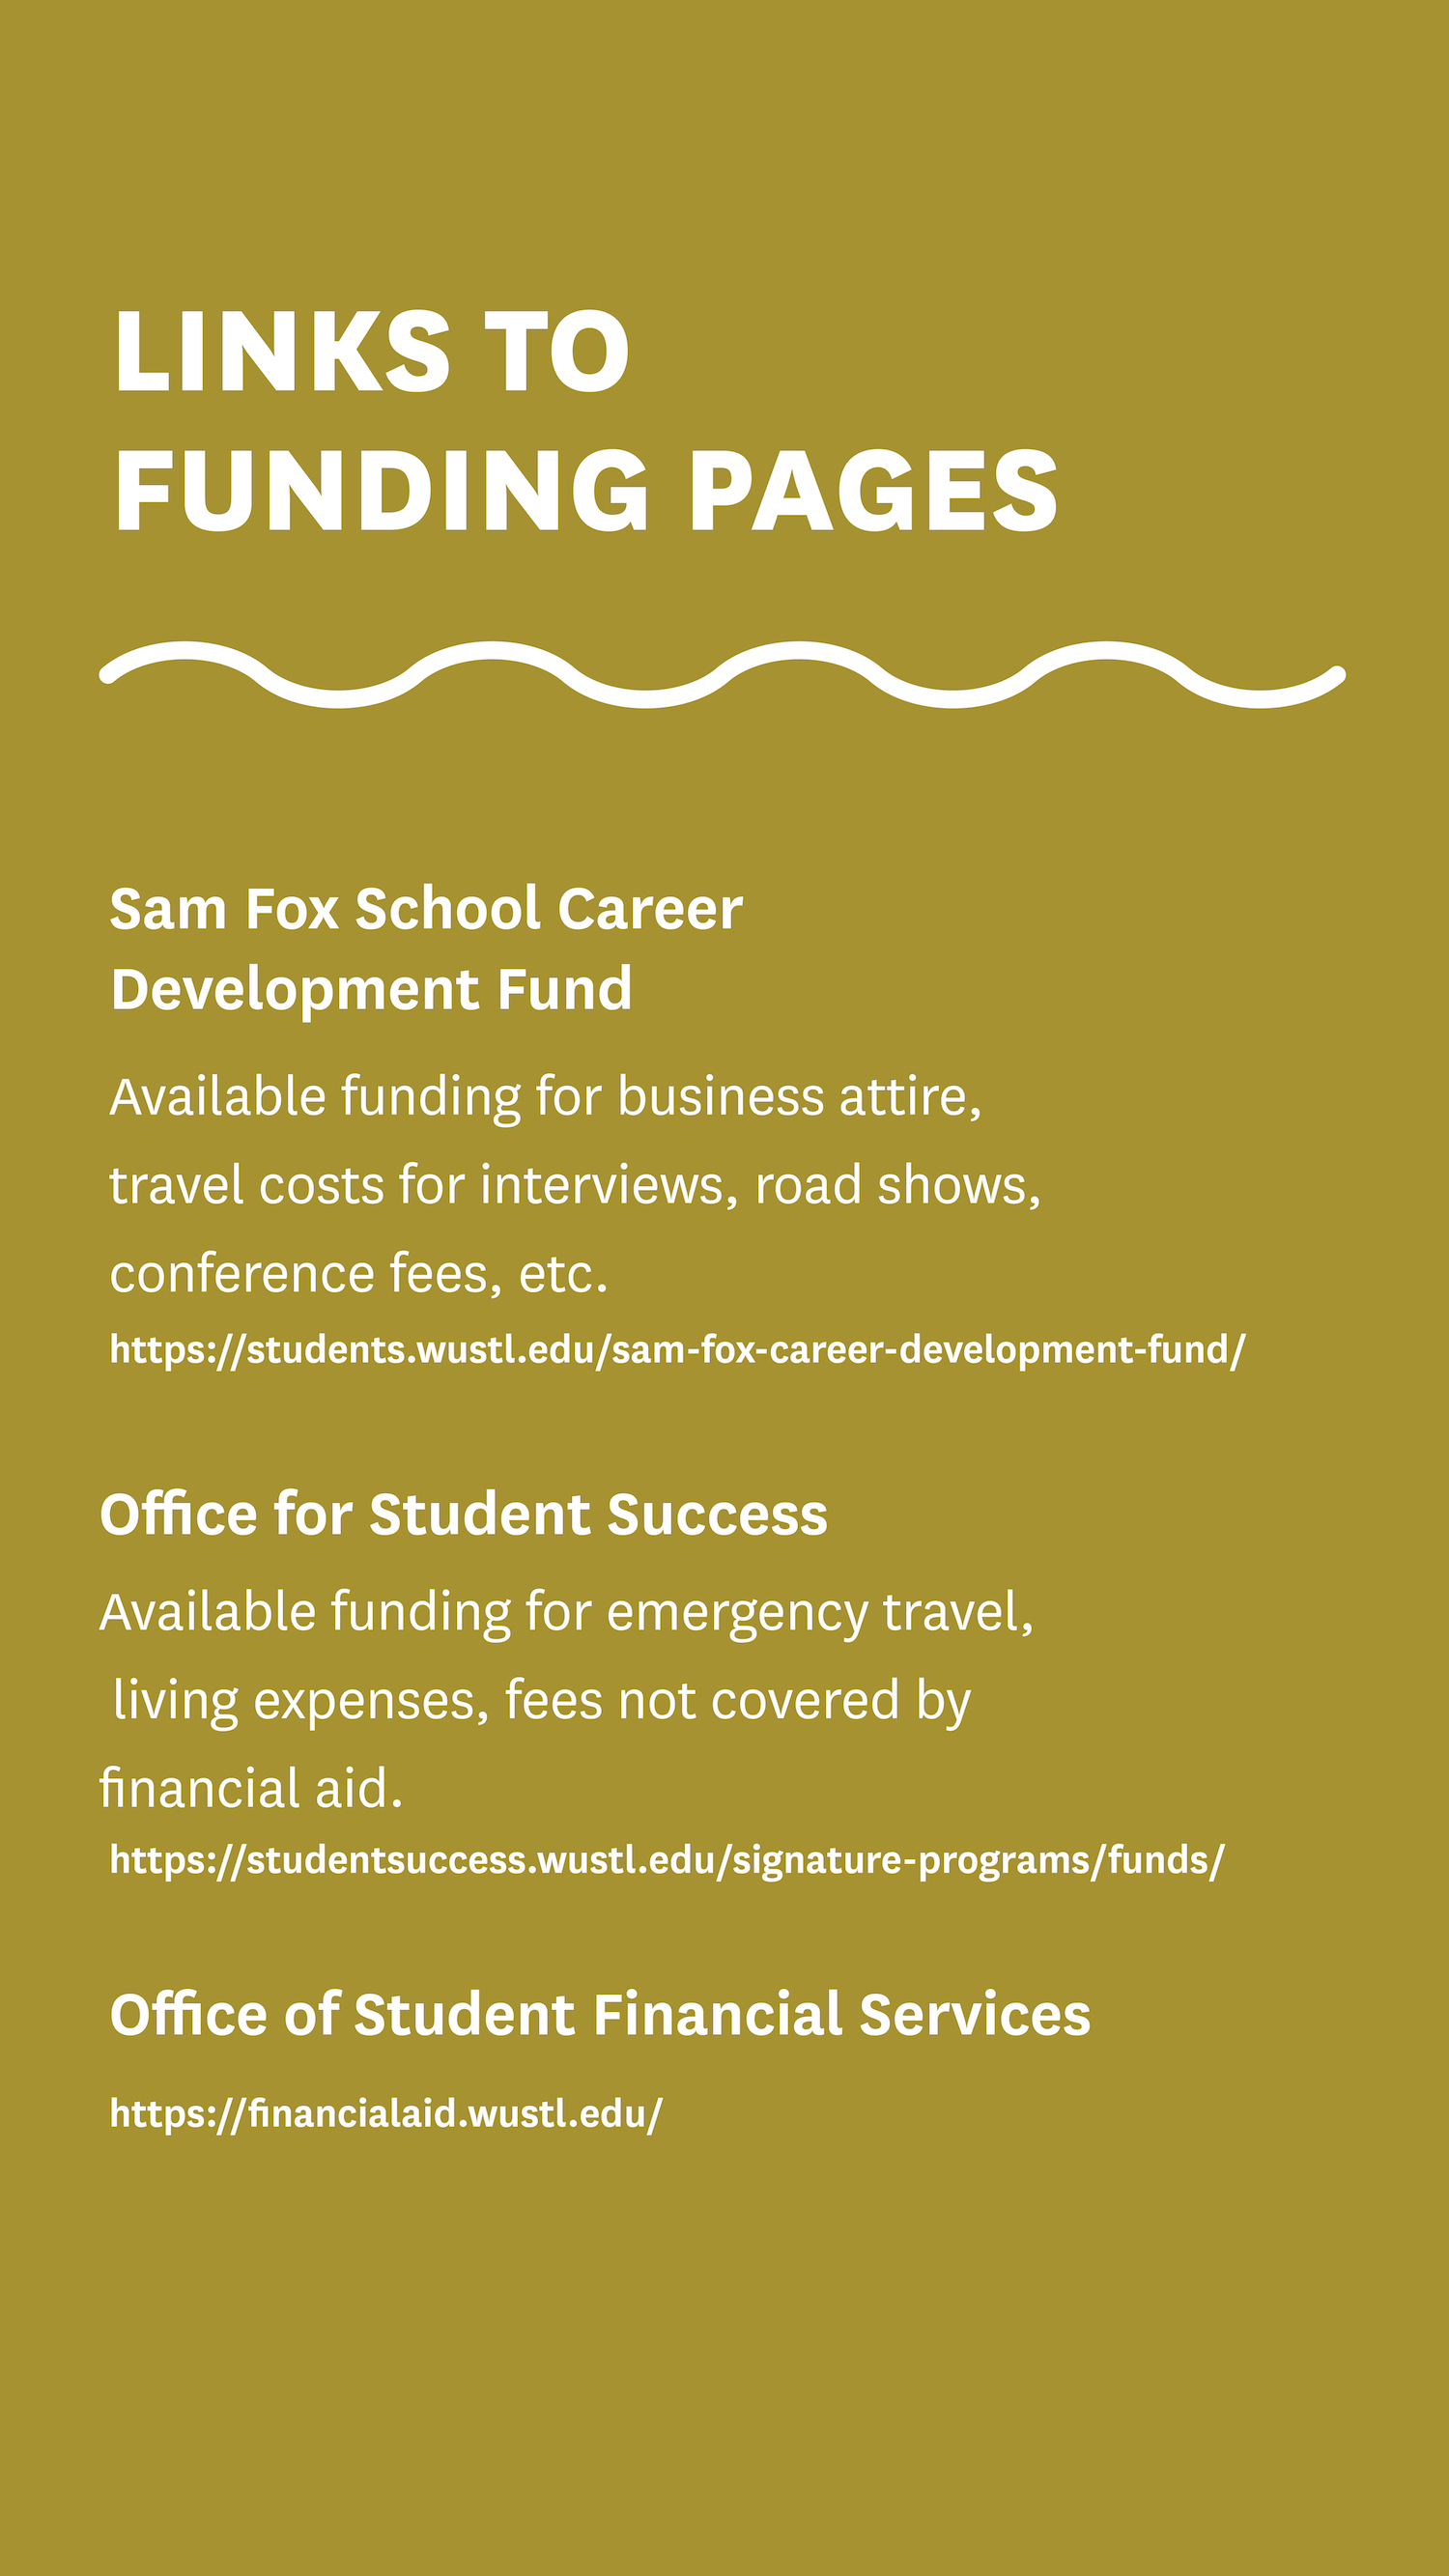 LINKS TO
FUNDING PAGES
Sam Fox School Career
Development Fund
Available funding for business attire,
travel costs for interviews, road shows,
conference fees, etc.
https://students.wustl.edu/sam-fox-career-development-fund/
Office for Student Success
Available funding for emergency travel,
living expenses, fees not covered by
financial aid.
https://studentsuccess.wustl.edu/signature-programs/funds/
Office of Student Financial Services
https://financialaid.wustl.edu/